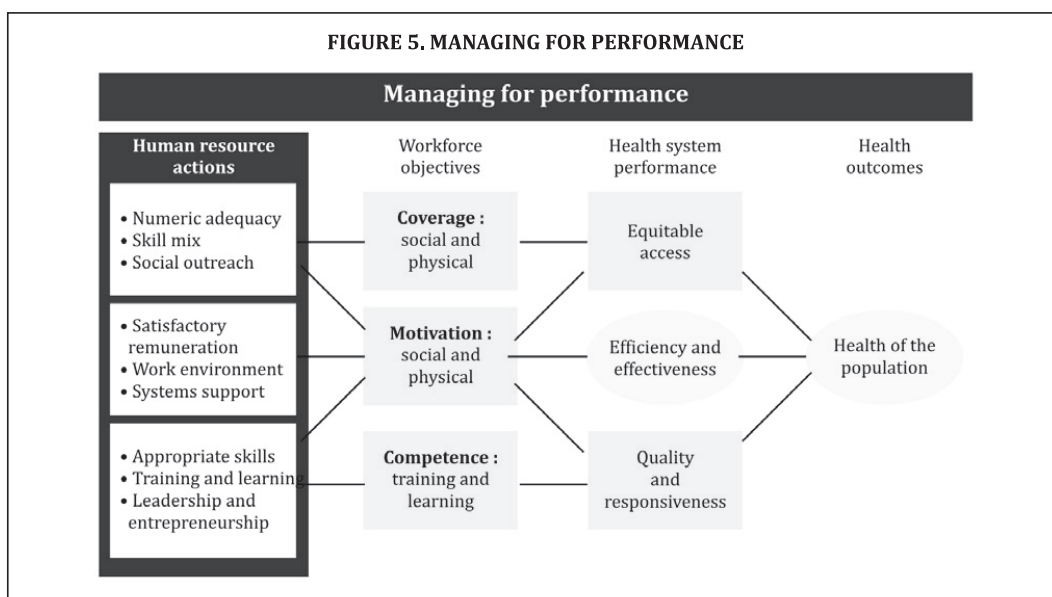 FIGURE 5. MANAGING FOR PERFORMANCE
Managing for performance
Human resource
actions
Workforce
objectives
Health system
performance
Health
outcomes
• Numeric adequacy
• Skill mix
• Social outreach
Coverage :
social and
physical
Equitable
access
• Satisfactory
remuneration
• Work environment
• Systems support
Motivation :
social and
physical
Efficiency and
effectiveness
Health of the
population
• Appropriate skills
• Training and learning
• Leadership and
entrepreneurship
Competence :
training and
learning
Quality
and
responsiveness